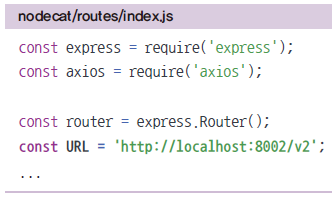 nodecat/routes/index.js
const express = require('express');
const axios = require('axios');
const router = express.Router();
const URL = 'http://localhost:8002/v2';
...